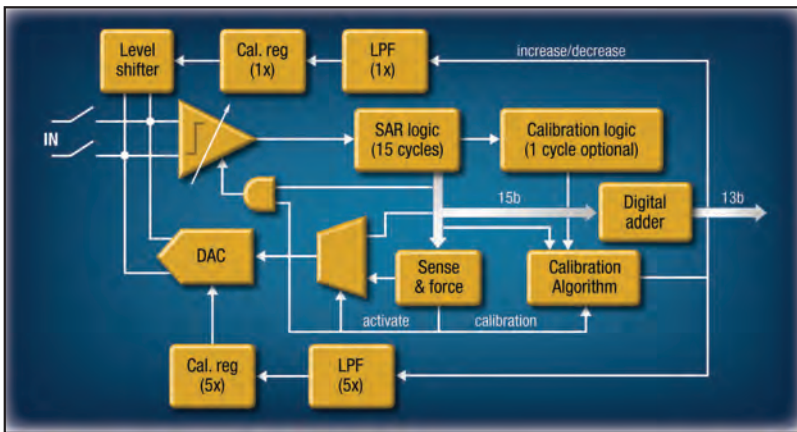 Level
shifter
Cal. reg
(1x)
LPF
(1x)
increase/decrease
IN
SAR logic
(15 cycles)
Calibration logic
(1 cycle optional)
15b
Digital
adder
13b
DAC
Sense
& force
Calibration
Algorithm
activate
calibration
Cal. reg
(5x)
LPF
(5x)